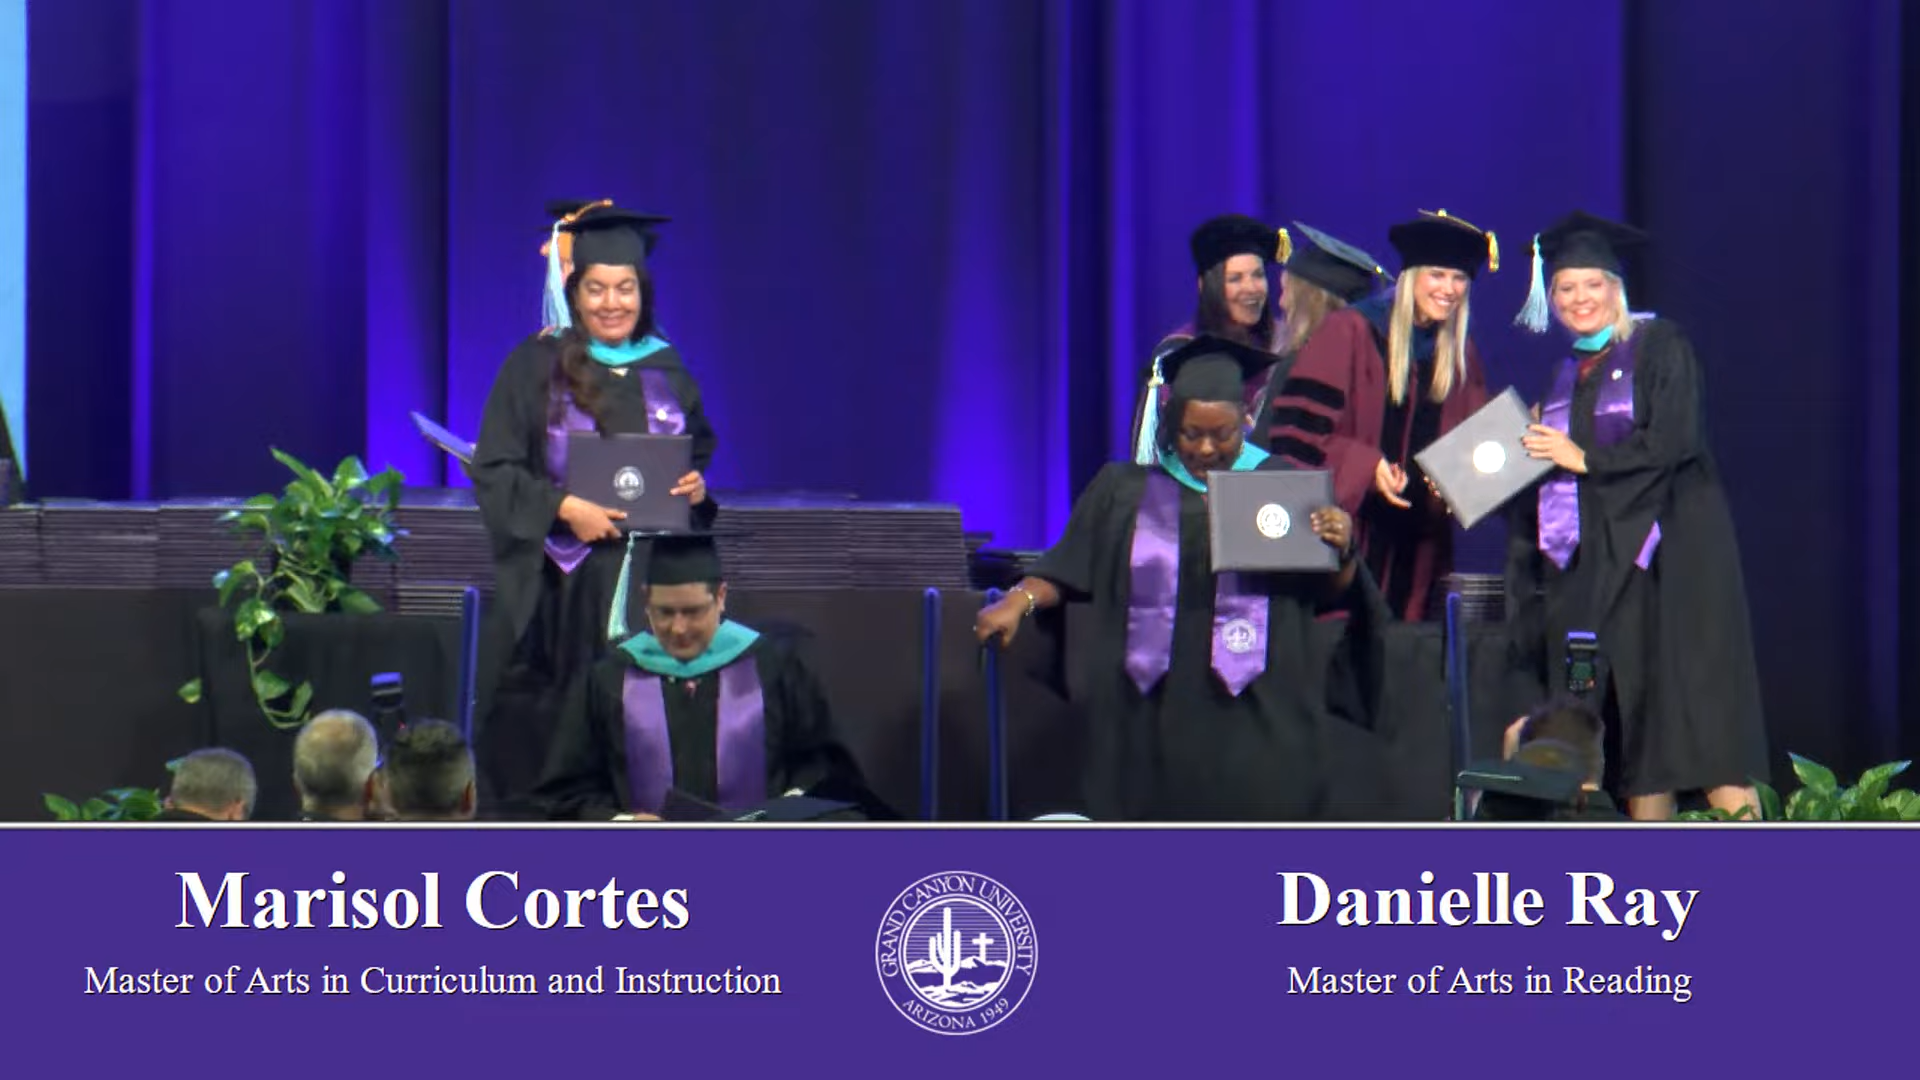 Marisol Cortes
Master of Arts in Curriculum and Instruction
GRAND CANYON UNIVERSITY
ARIZONA 1949
Danielle Ray
Master of Arts in Reading